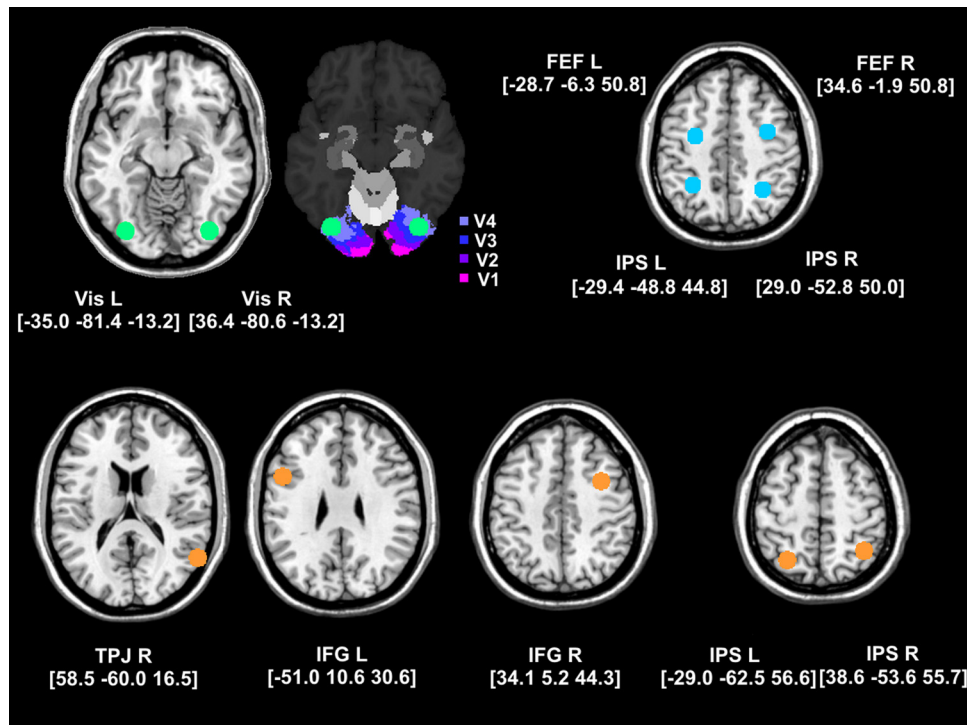 FEF L
[-28.7 -6.3 50.8]
FEF R
[34.6 -1.9 50.8]
V4
V3
V2
V1
Vis L
[-35.0 -81.4 -13.2]
Vis R
[36.4 -80.6 -13.2]
IPS L
[-29.4 -48.8 44.8]
IPS R
[29.0 -52.8 50.0]
TPJ R
[58.5 -60.0 16.5]
IFG L
[-51.0 10.6 30.6]
IFG R
[34.1 5.2 44.3]
IPS L
[-29.0 -62.5 56.6]
IPS R
[38.6 -53.6 55.7]